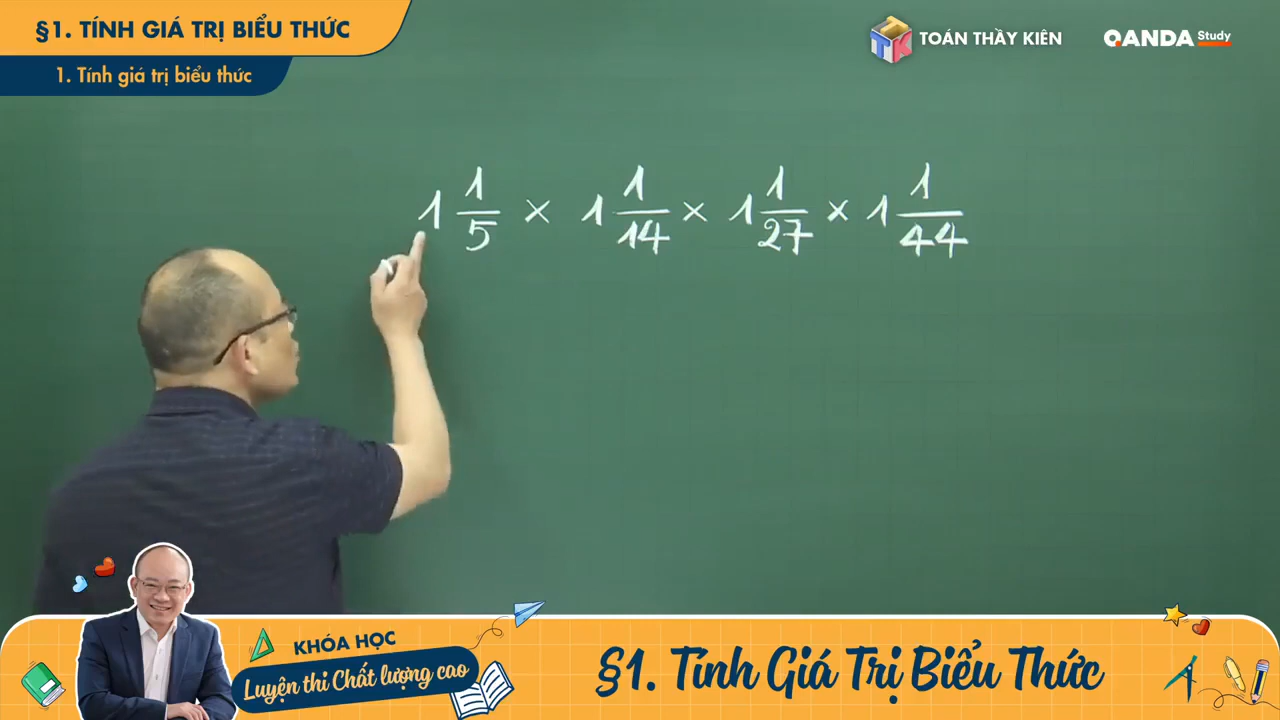 §1. TÍNH GIÁ TRỊ BIỂU THỨC
1. Tính giá trị biểu thức
TTK TOÁN THẦY KIÊN
QANDA Study
1 1/5 × 1 1/14 × 1 1/27 × 1 1/44
KHÓA HỌC
Luyện thi Chất lượng cao
§1. Tính Giá Trị Biểu Thức